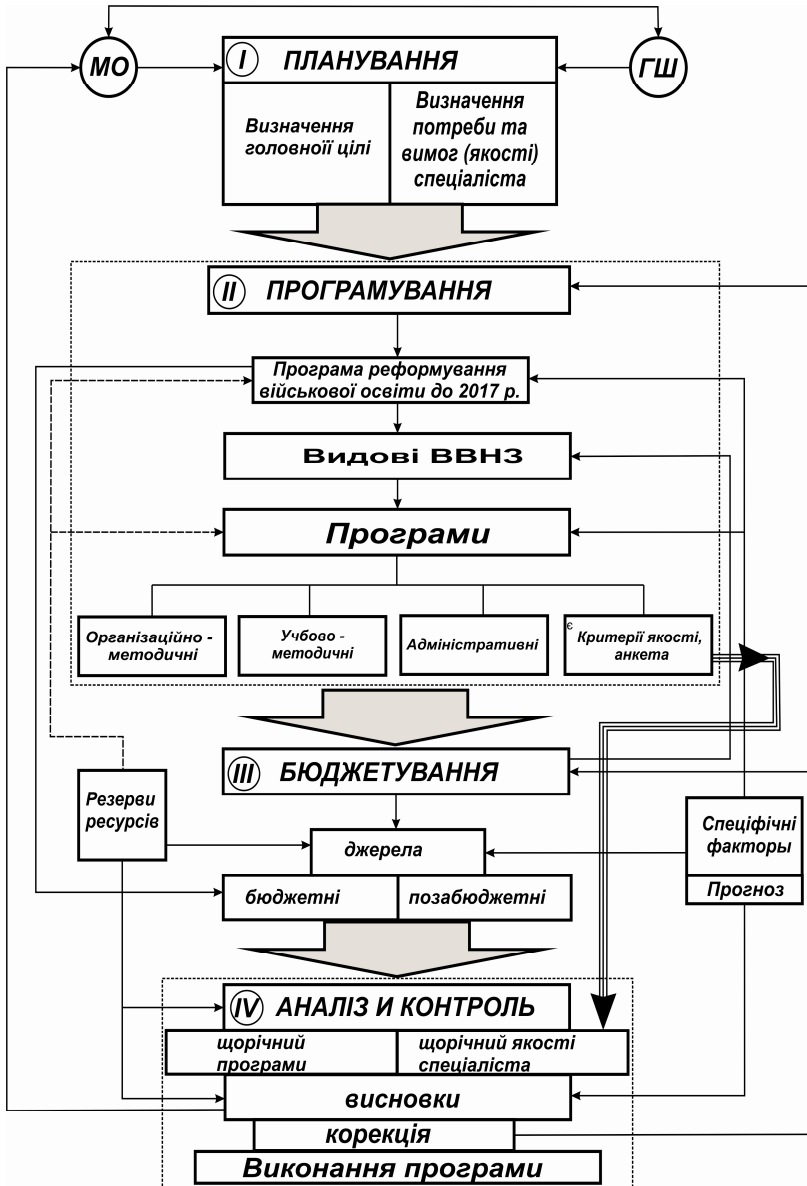 МО
I ПЛАНУВАННЯ
ГШ
Визначення
головної цілі
Визначення
потреби та
вимог (якості)
спеціаліста
II ПРОГРАМУВАННЯ
Програма реформування
військової освіти до 2017 р.
Видові ВВНЗ
Програми
Організаційно -
методичні
Учбово -
методичні
Адміністративні
є Критерії якості,
анкета
III БЮДЖЕТУВАННЯ
Резерви
ресурсів
джерела
бюджетні
позабюджетні
Специфічні
факторы
Прогноз
IV АНАЛІЗ И КОНТРОЛЬ
щорічний
програми
щорічний якості
спеціаліста
висновки
корекція
Виконання програми